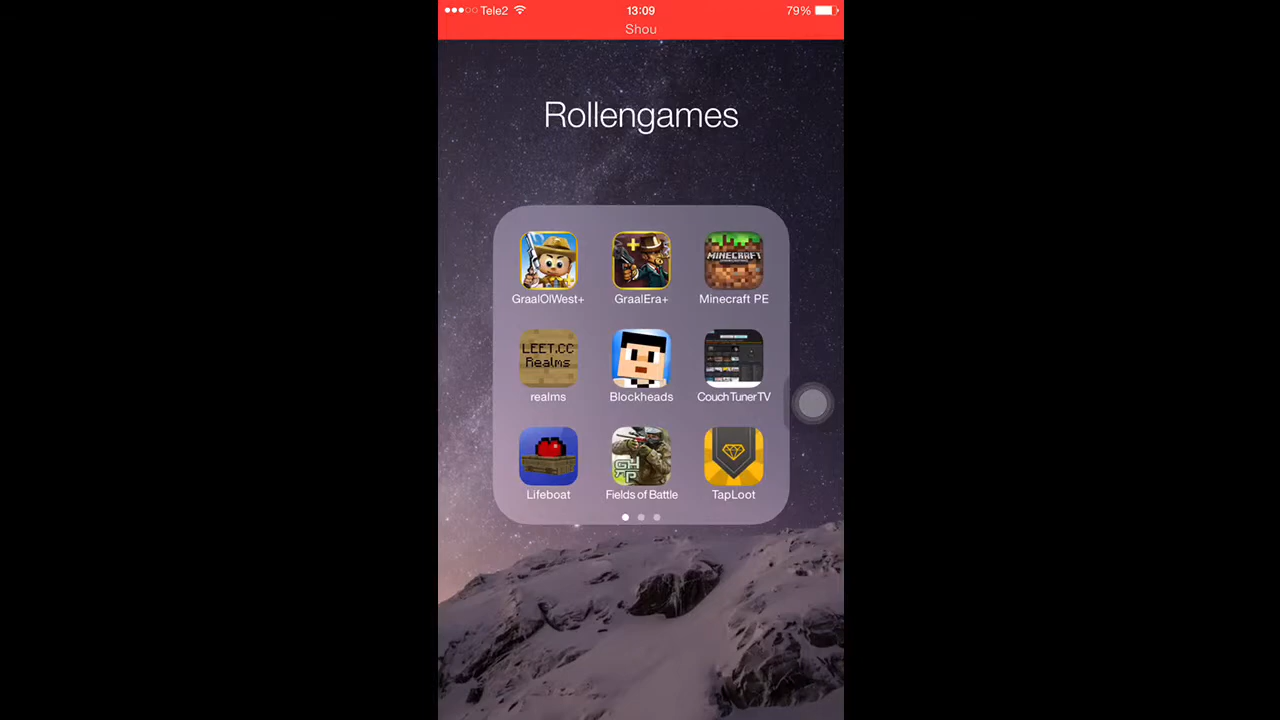 Tele2 13:09 79%
Shou
Rollengames
MINECRAFT
GraalOlWest+ GraalEra+ Minecraft PE
LEET.CC
Realms
realms Blockheads CouchTunerTV
GH
P
Lifeboat Fields of Battle TapLoot